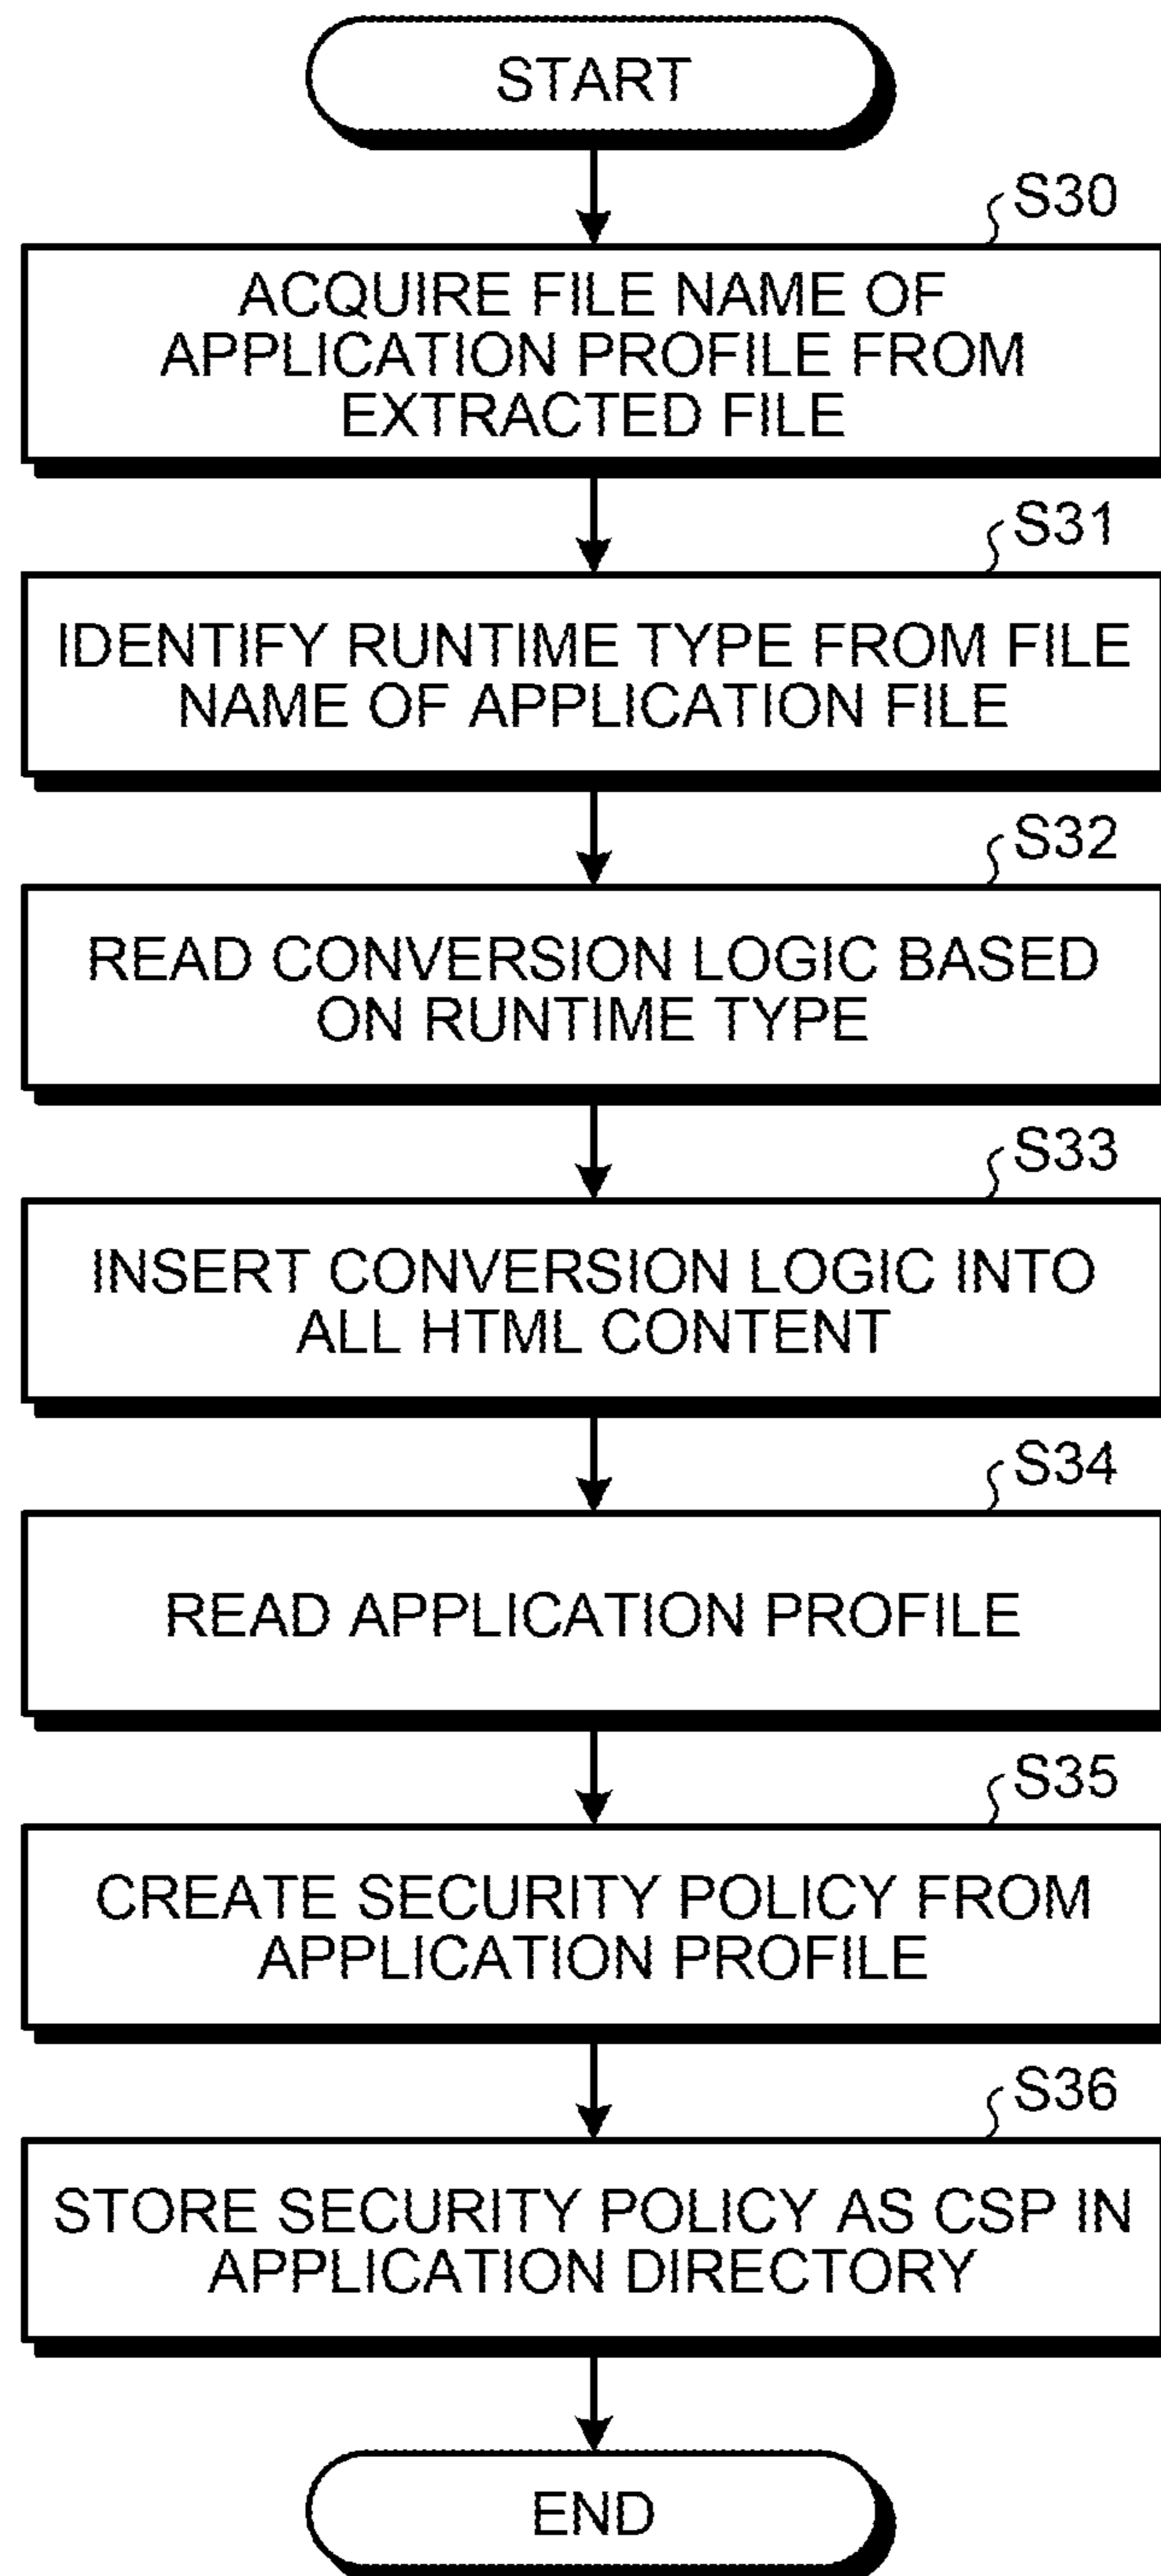 START
S30
ACQUIRE FILE NAME OF
APPLICATION PROFILE FROM
EXTRACTED FILE
S31
IDENTIFY RUNTIME TYPE FROM FILE
NAME OF APPLICATION FILE
S32
READ CONVERSION LOGIC BASED
ON RUNTIME TYPE
S33
INSERT CONVERSION LOGIC INTO
ALL HTML CONTENT
S34
READ APPLICATION PROFILE
S35
CREATE SECURITY POLICY FROM
APPLICATION PROFILE
S36
STORE SECURITY POLICY AS CSP IN
APPLICATION DIRECTORY
END